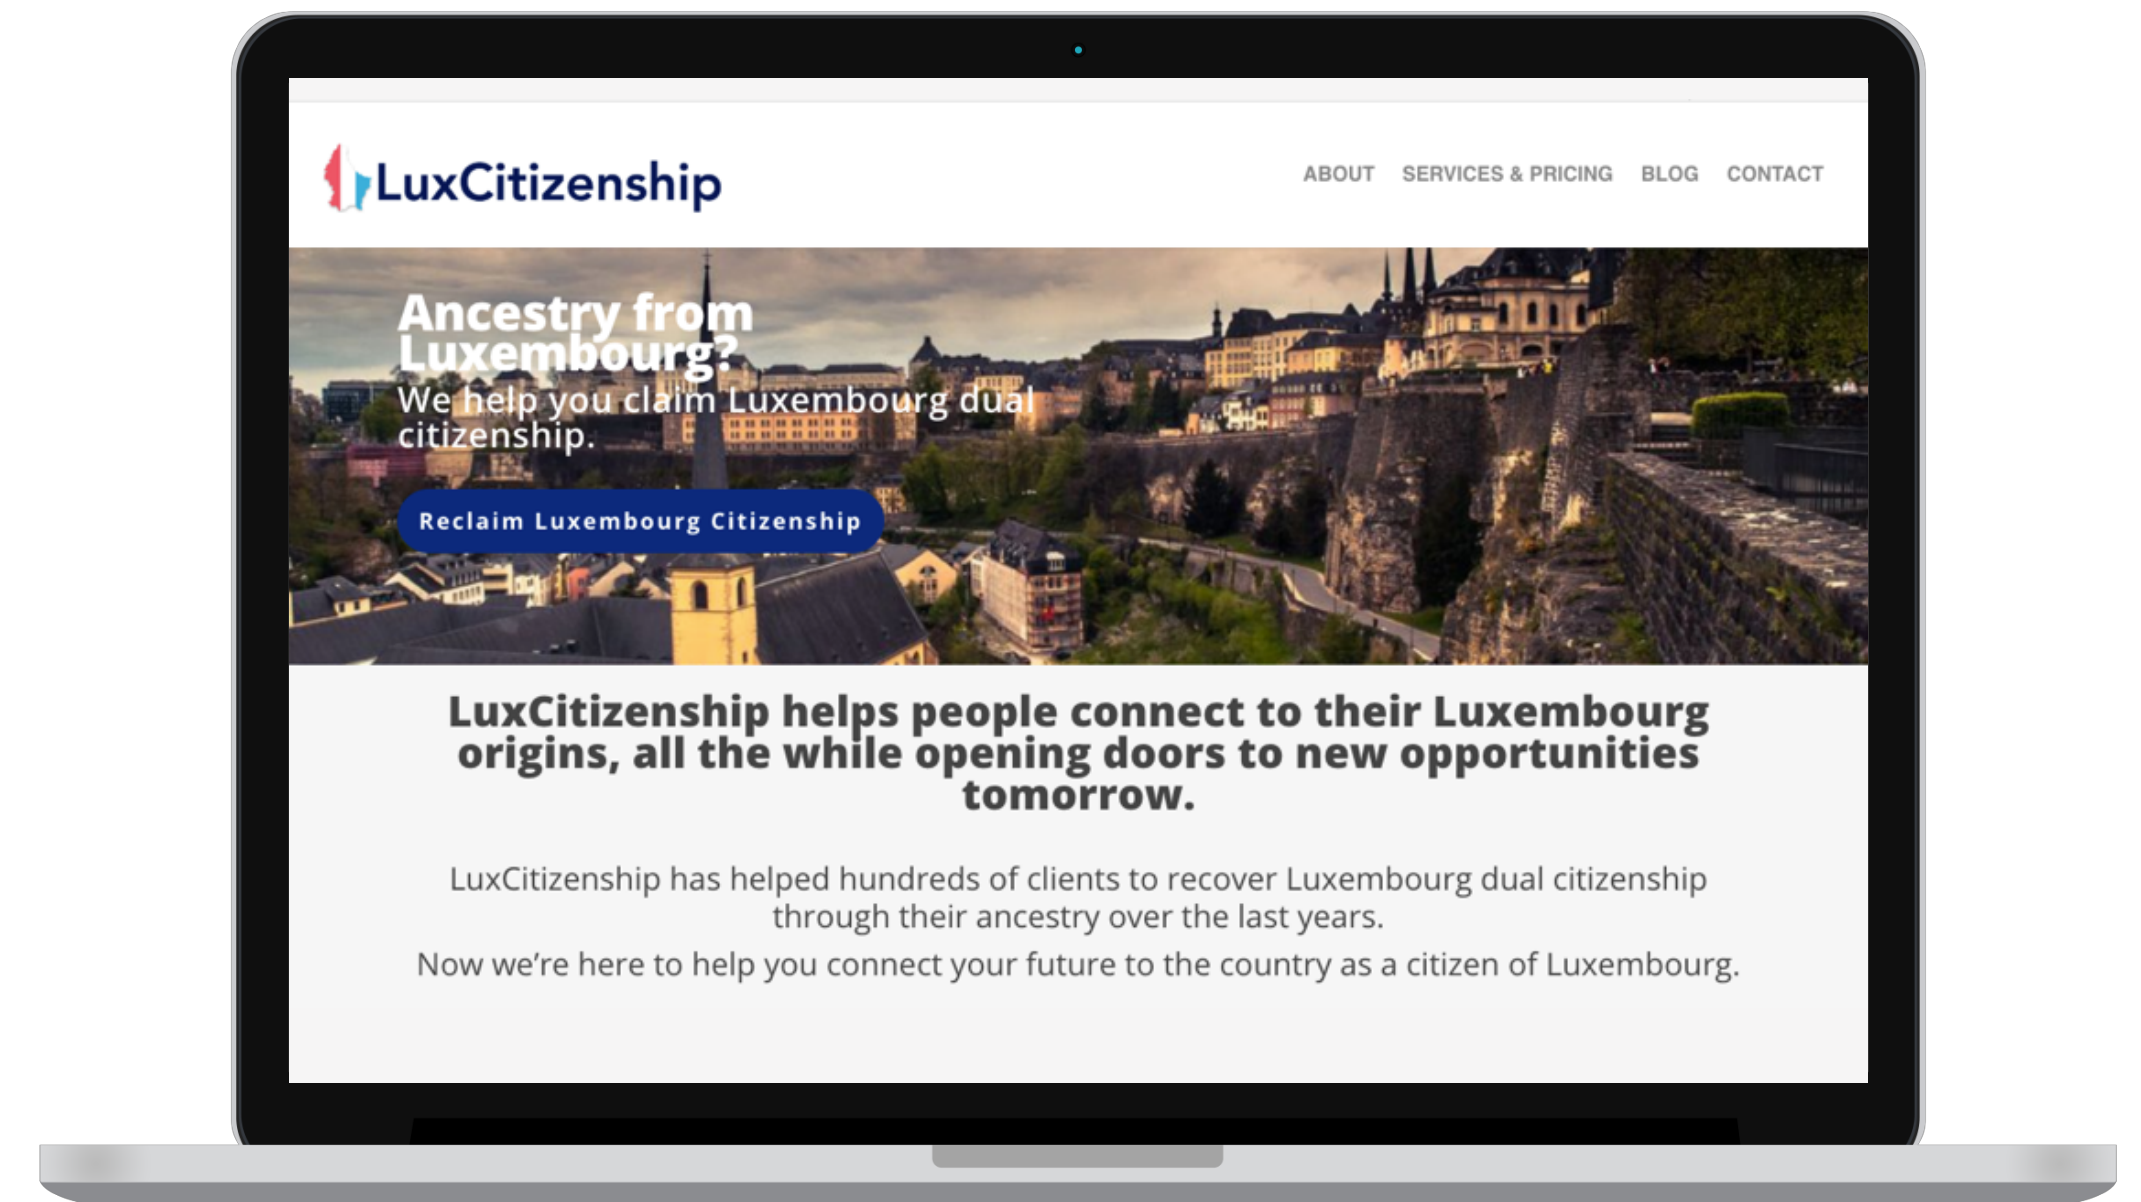 LuxCitizenship
ABOUT SERVICES & PRICING BLOG CONTACT
Ancestry from
Luxembourg?
We help you claim Luxembourg dual
citizenship.
Reclaim Luxembourg Citizenship
LuxCitizenship helps people connect to their Luxembourg
origins, all the while opening doors to new opportunities
tomorrow.
LuxCitizenship has helped hundreds of clients to recover Luxembourg dual citizenship
through their ancestry over the last years.
Now we’re here to help you connect your future to the country as a citizen of Luxembourg.